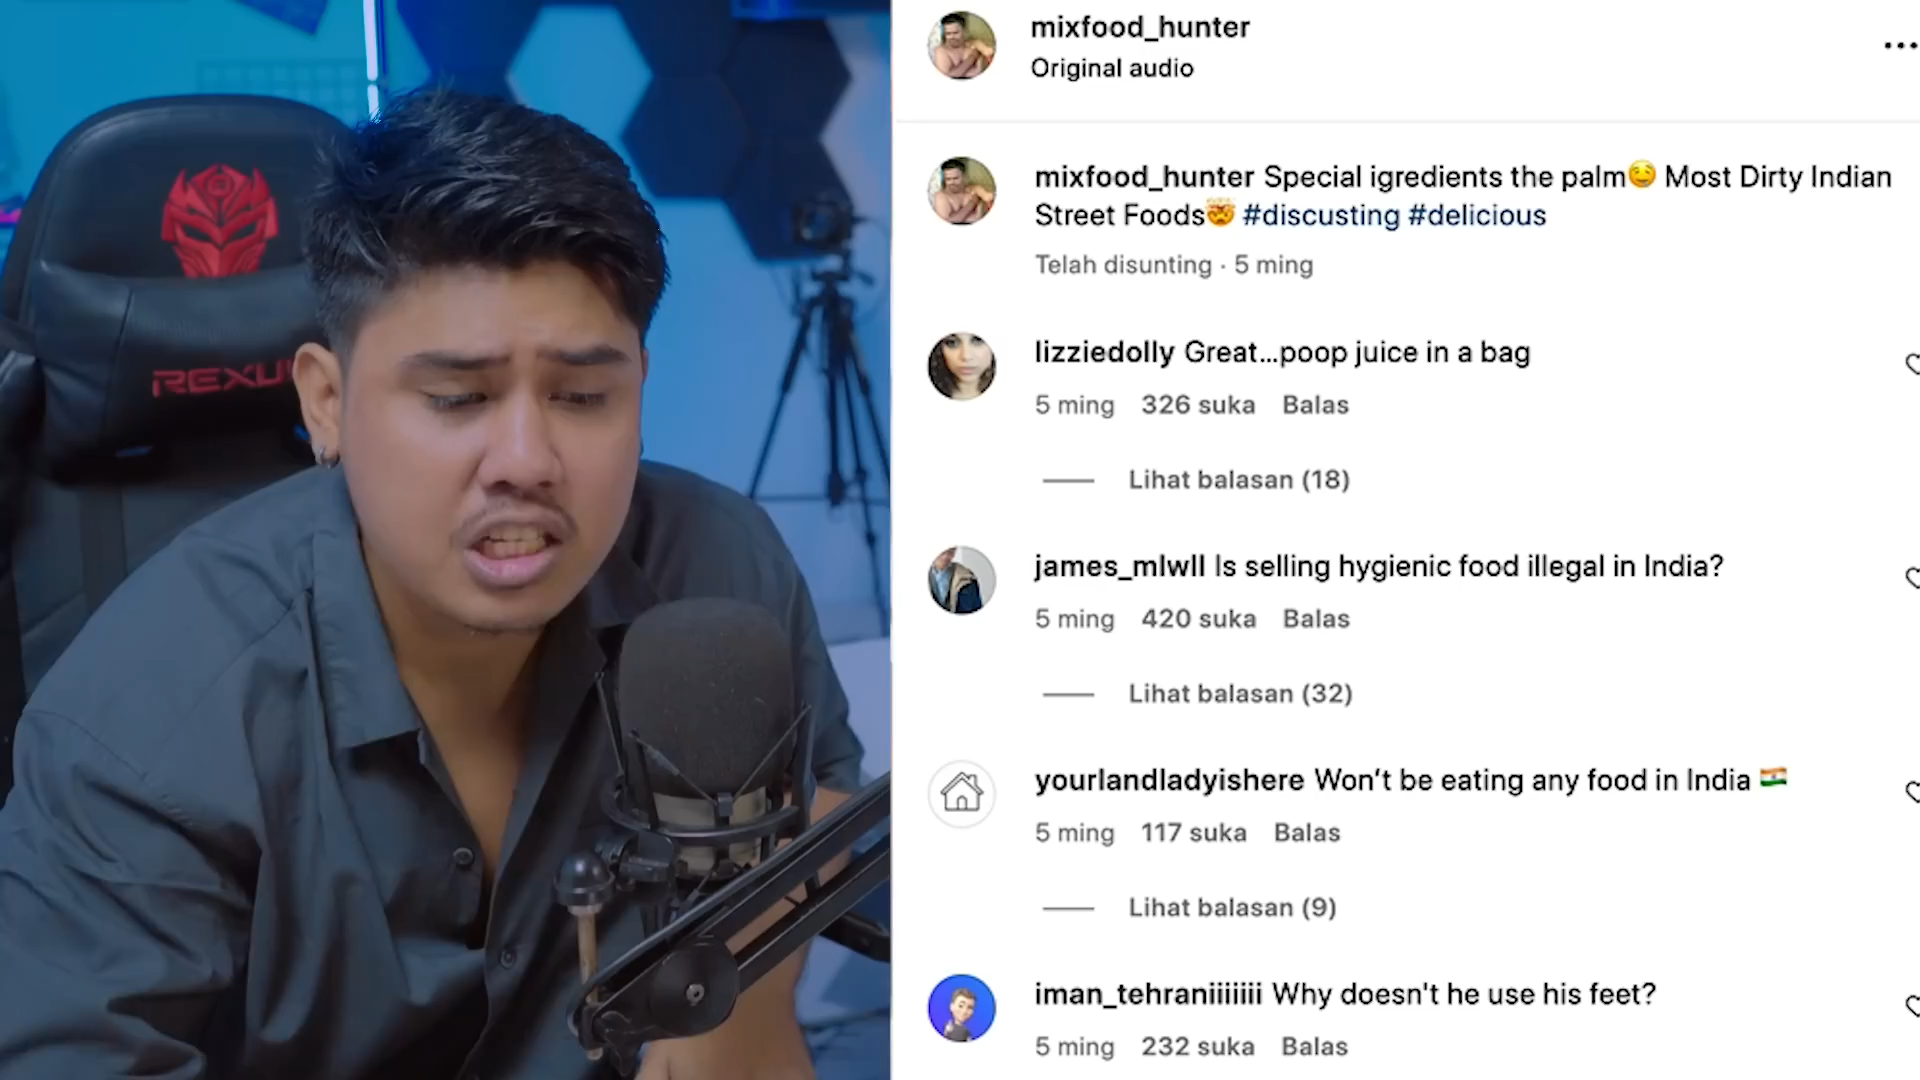 REXU
mixfood_hunter
Original audio
mixfood_hunter Special igredients the palm🤤 Most Dirty Indian
Street Foods🤯 #discusting #delicious
Telah disunting · 5 ming
lizziedolly Great...poop juice in a bag
5 ming 326 suka Balas
Lihat balasan (18)
james_mlwll Is selling hygienic food illegal in India?
5 ming 420 suka Balas
Lihat balasan (32)
yourlandladyishere Won't be eating any food in India 🇮🇳
5 ming 117 suka Balas
Lihat balasan (9)
iman_tehraniiiiiii Why doesn't he use his feet?
5 ming 232 suka Balas